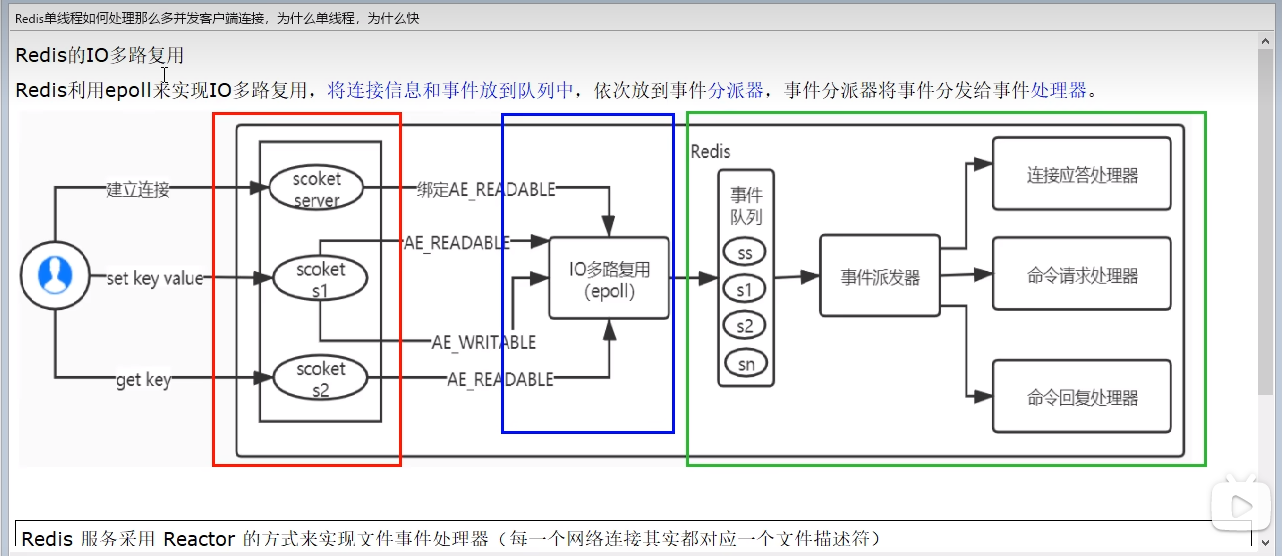 Redis单线程如何处理那么多并发客户端连接，为什么单线程，为什么快
Redis的IO多路复用
Redis利用epoll来实现IO多路复用，将连接信息和事件放到队列中，依次放到事件分派器，事件分派器将事件分发给事件处理器。
建立连接
set key value
get key
scoket
server
scoket
s1
scoket
s2
绑定AE_READABLE
AE_READABLE
AE_WRITABLE
AE_READABLE
IO多路复用
(epoll)
Redis
事件
队列
ss
s1
s2
sn
事件派发器
连接应答处理器
命令请求处理器
命令回复处理器
Redis 服务采用 Reactor 的方式来实现文件事件处理器（每一个网络连接其实都对应一个文件描述符）